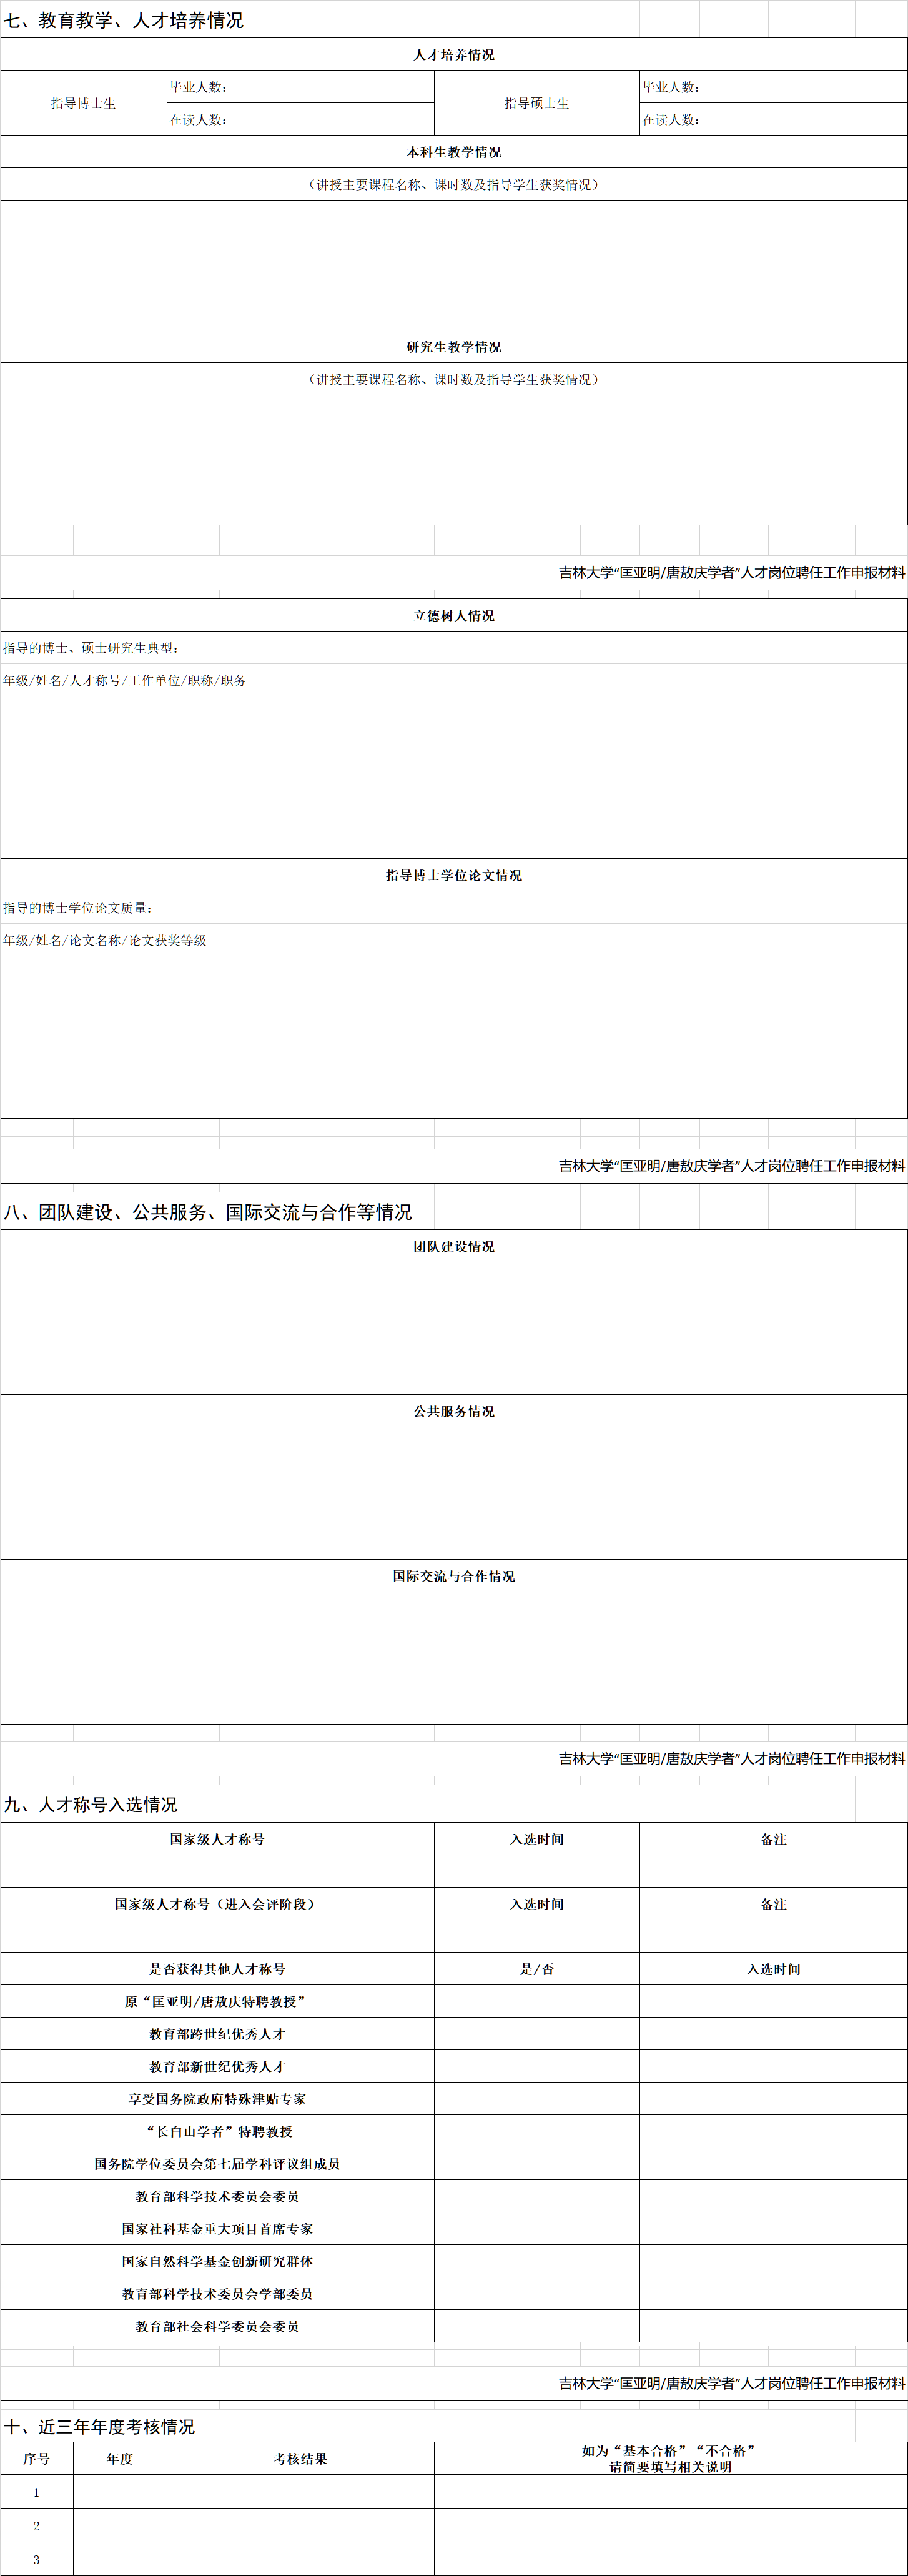 七、教育教学、人才培养情况
人才培养情况
指导博士生
毕业人数：
在读人数：
指导硕士生
毕业人数：
在读人数：
本科生教学情况
（讲授主要课程名称、课时数及指导学生获奖情况）
研究生教学情况
（讲授主要课程名称、课时数及指导学生获奖情况）
吉林大学“匡亚明/唐敖庆学者”人才岗位聘任工作申报材料
立德树人情况
指导的博士、硕士研究生典型：
年级/姓名/人才称号/工作单位/职称/职务
指导博士学位论文情况
指导的博士学位论文质量：
年级/姓名/论文名称/论文获奖等级
吉林大学“匡亚明/唐敖庆学者”人才岗位聘任工作申报材料
八、团队建设、公共服务、国际交流与合作等情况
团队建设情况
公共服务情况
国际交流与合作情况
吉林大学“匡亚明/唐敖庆学者”人才岗位聘任工作申报材料
九、人才称号入选情况
国家级人才称号 入选时间 备注
国家级人才称号（进入会评阶段） 入选时间 备注
是否获得其他人才称号 是/否 入选时间
原“匡亚明/唐敖庆特聘教授”
教育部跨世纪优秀人才
教育部新世纪优秀人才
享受国务院政府特殊津贴专家
“长白山学者”特聘教授
国务院学位委员会第七届学科评议组成员
教育部科学技术委员会委员
国家社科基金重大项目首席专家
国家自然科学基金创新研究群体
教育部科学技术委员会学部委员
教育部社会科学委员会委员
吉林大学“匡亚明/唐敖庆学者”人才岗位聘任工作申报材料
十、近三年年度考核情况
序号 年度 考核结果 如为“基本合格”“不合格”
请简要填写相关说明
1
2
3